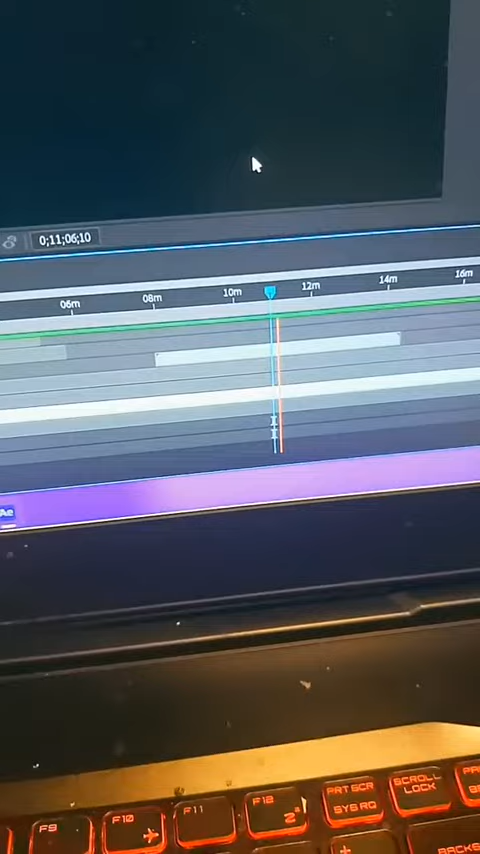 0;11;06;10
06m 08m 10m 12m 14m 16m
Ae
F9 F10 F11 F12 PRT SCR SCROLL
SYS RQ LOCK